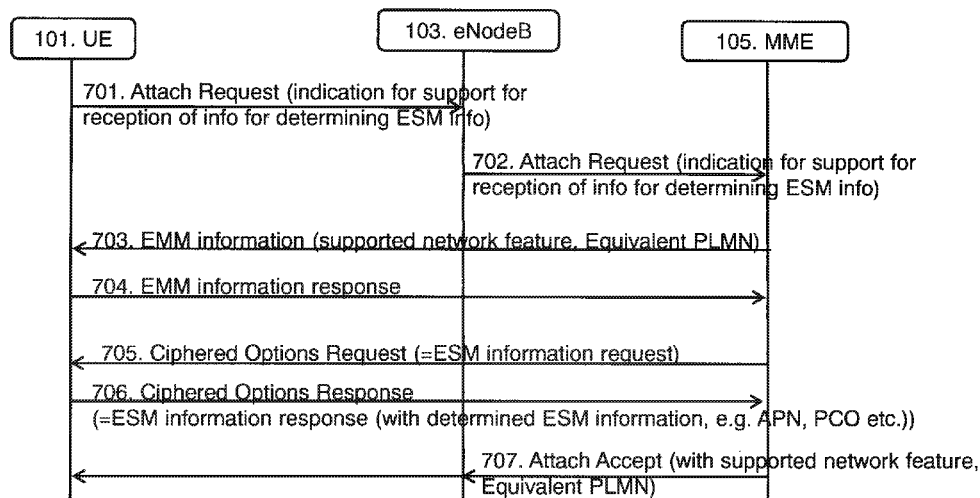 101. UE
103. eNodeB
105. MME
701. Attach Request (indication for support for
reception of info for determining ESM info)
702. Attach Request (indication for support for
reception of info for determining ESM info)
703. EMM information (supported network feature, Equivalent PLMN)
704. EMM information response
705. Ciphered Options Request (=ESM information request)
706. Ciphered Options Response
(=ESM information response (with determined ESM information, e.g. APN, PCO etc.))
707. Attach Accept (with supported network feature,
Equivalent PLMN)